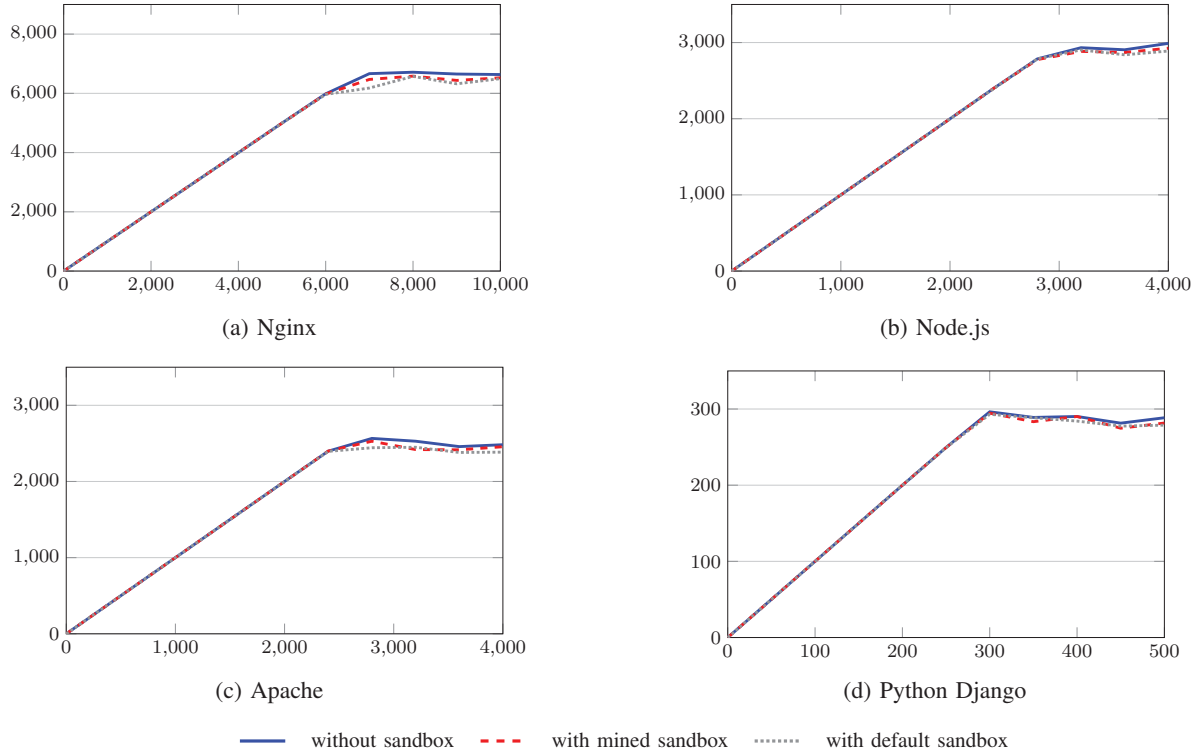 8,000
6,000
4,000
2,000
0
0 2,000 4,000 6,000 8,000 10,000
(a) Nginx
3,000
2,000
1,000
0
0 1,000 2,000 3,000 4,000
(b) Node.js
3,000
2,000
1,000
0
0 1,000 2,000 3,000 4,000
(c) Apache
300
200
100
0
0 100 200 300 400 500
(d) Python Django
without sandbox with mined sandbox with default sandbox